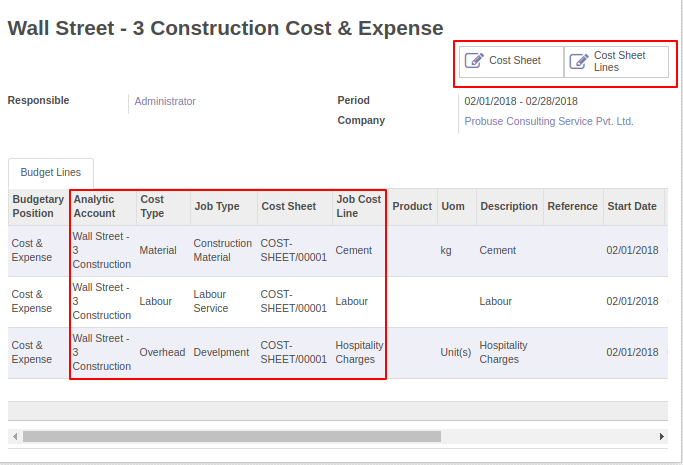 Wall Street - 3 Construction Cost & Expense
Cost Sheet
Cost Sheet Lines
Responsible Administrator Period 02/01/2018 - 02/28/2018
Company Probuse Consulting Service Pvt. Ltd.
Budget Lines
Budgetary Position Analytic Account Cost Type Job Type Cost Sheet Job Cost Line Product Uom Description Reference Start Date
Cost & Expense Wall Street - 3 Construction Material Construction Material COST-SHEET/00001 Cement kg Cement 02/01/2018
Cost & Expense Wall Street - 3 Construction Labour Labour Service COST-SHEET/00001 Labour Labour 02/01/2018
Cost & Expense Wall Street - 3 Construction Overhead Develpment COST-SHEET/00001 Hospitality Charges Unit(s) Hospitality Charges 02/01/2018